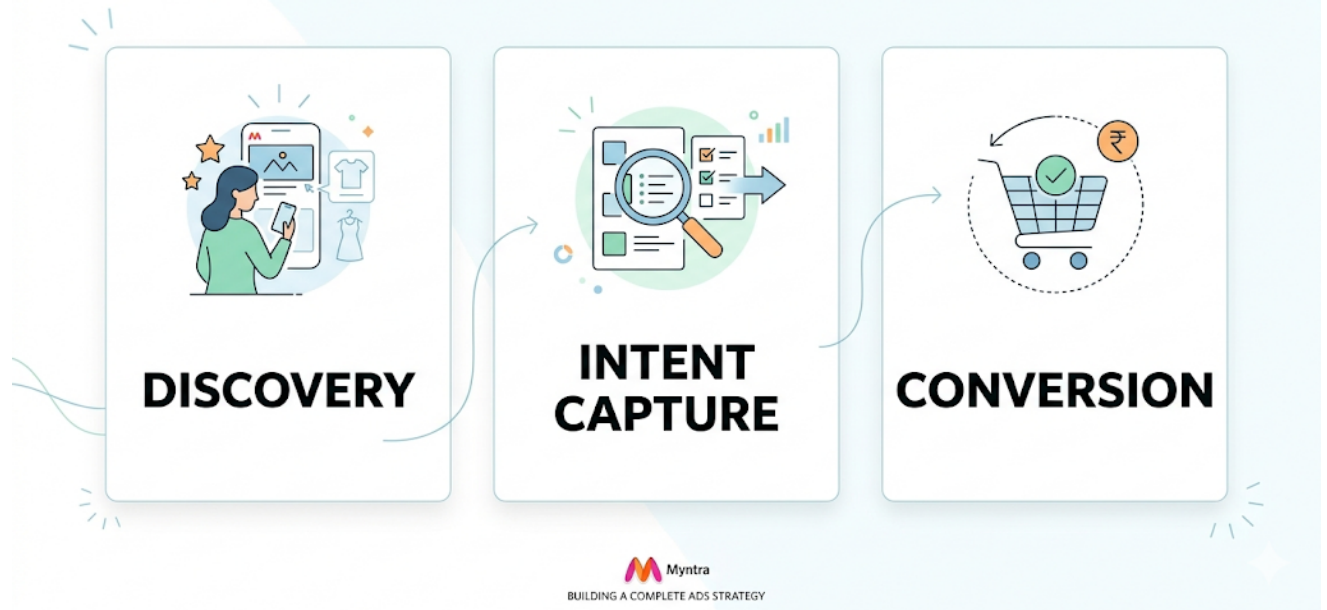 DISCOVERY
INTENT
CAPTURE
CONVERSION
₹
Myntra
BUILDING A COMPLETE ADS STRATEGY